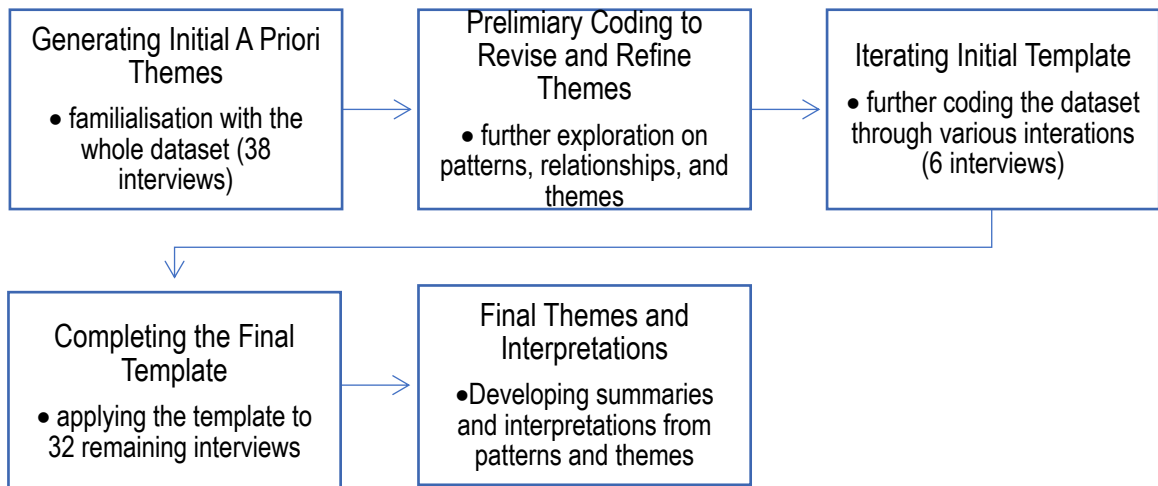 Generating Initial A Priori
Themes
• familialisation with the
whole dataset (38
interviews)
Prelimiary Coding to
Revise and Refine
Themes
• further exploration on
patterns, relationships, and
themes
Iterating Initial Template
• further coding the dataset
through various interations
(6 interviews)
Completing the Final
Template
• applying the template to
32 remaining interviews
Final Themes and
Interpretations
•Developing summaries
and interpretations from
patterns and themes